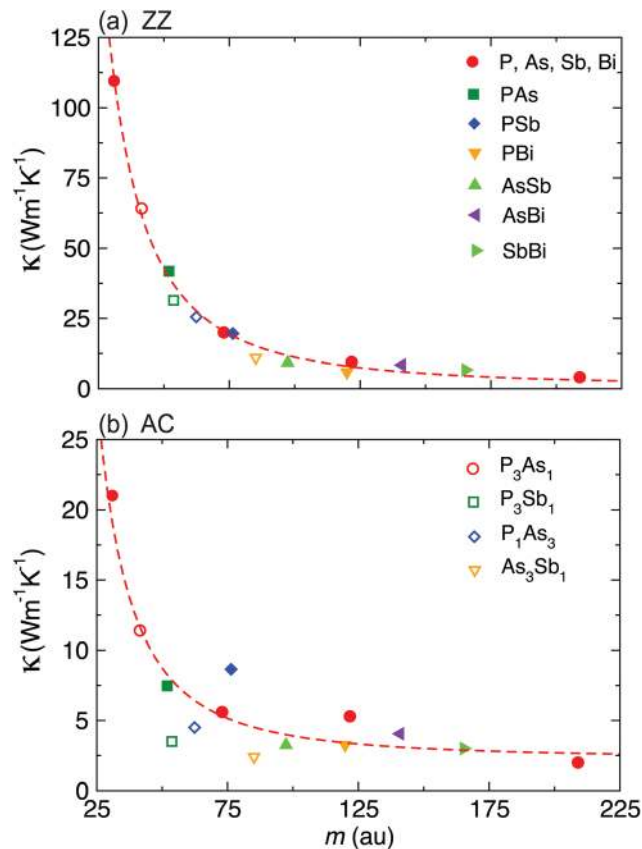 (a) ZZ
125
100
75
50
25
0
κ(Wm⁻¹K⁻¹)
P, As, Sb, Bi
PAs
PSb
PBi
AsSb
AsBi
SbBi
(b) AC
25
20
15
10
5
0
κ(Wm⁻¹K⁻¹)
P₃As₁
P₃Sb₁
P₁As₃
As₃Sb₁
25 75 125 175 225
m (au)